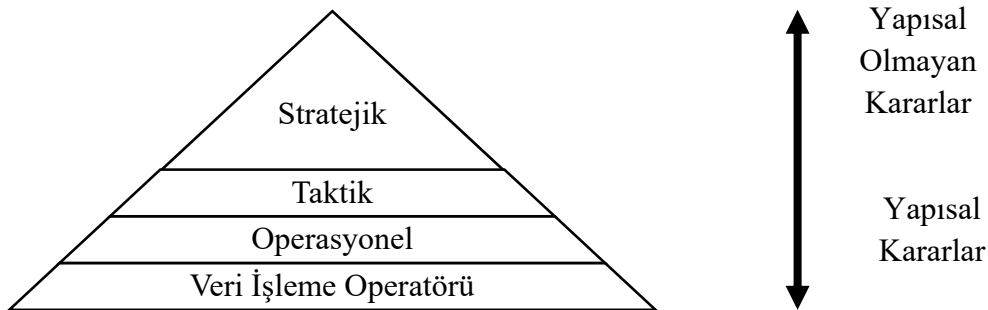 Stratejik
Taktik
Operasyonel
Veri İşleme Operatörü
Yapısal
Olmayan
Kararlar
Yapısal
Kararlar